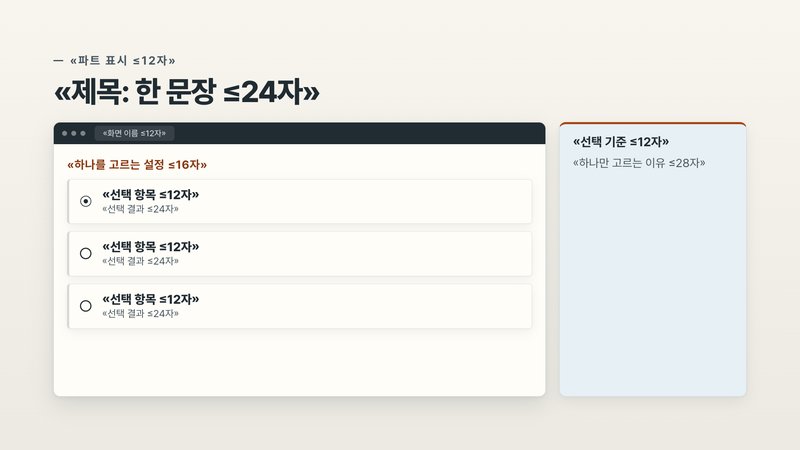 — «파트 표시 ≤12자»
«제목: 한 문장 ≤24자»
«화면 이름 ≤12자»
«하나를 고르는 설정 ≤16자»
«선택 항목 ≤12자»
«선택 결과 ≤24자»
«선택 항목 ≤12자»
«선택 결과 ≤24자»
«선택 항목 ≤12자»
«선택 결과 ≤24자»
«선택 기준 ≤12자»
«하나만 고르는 이유 ≤28자»